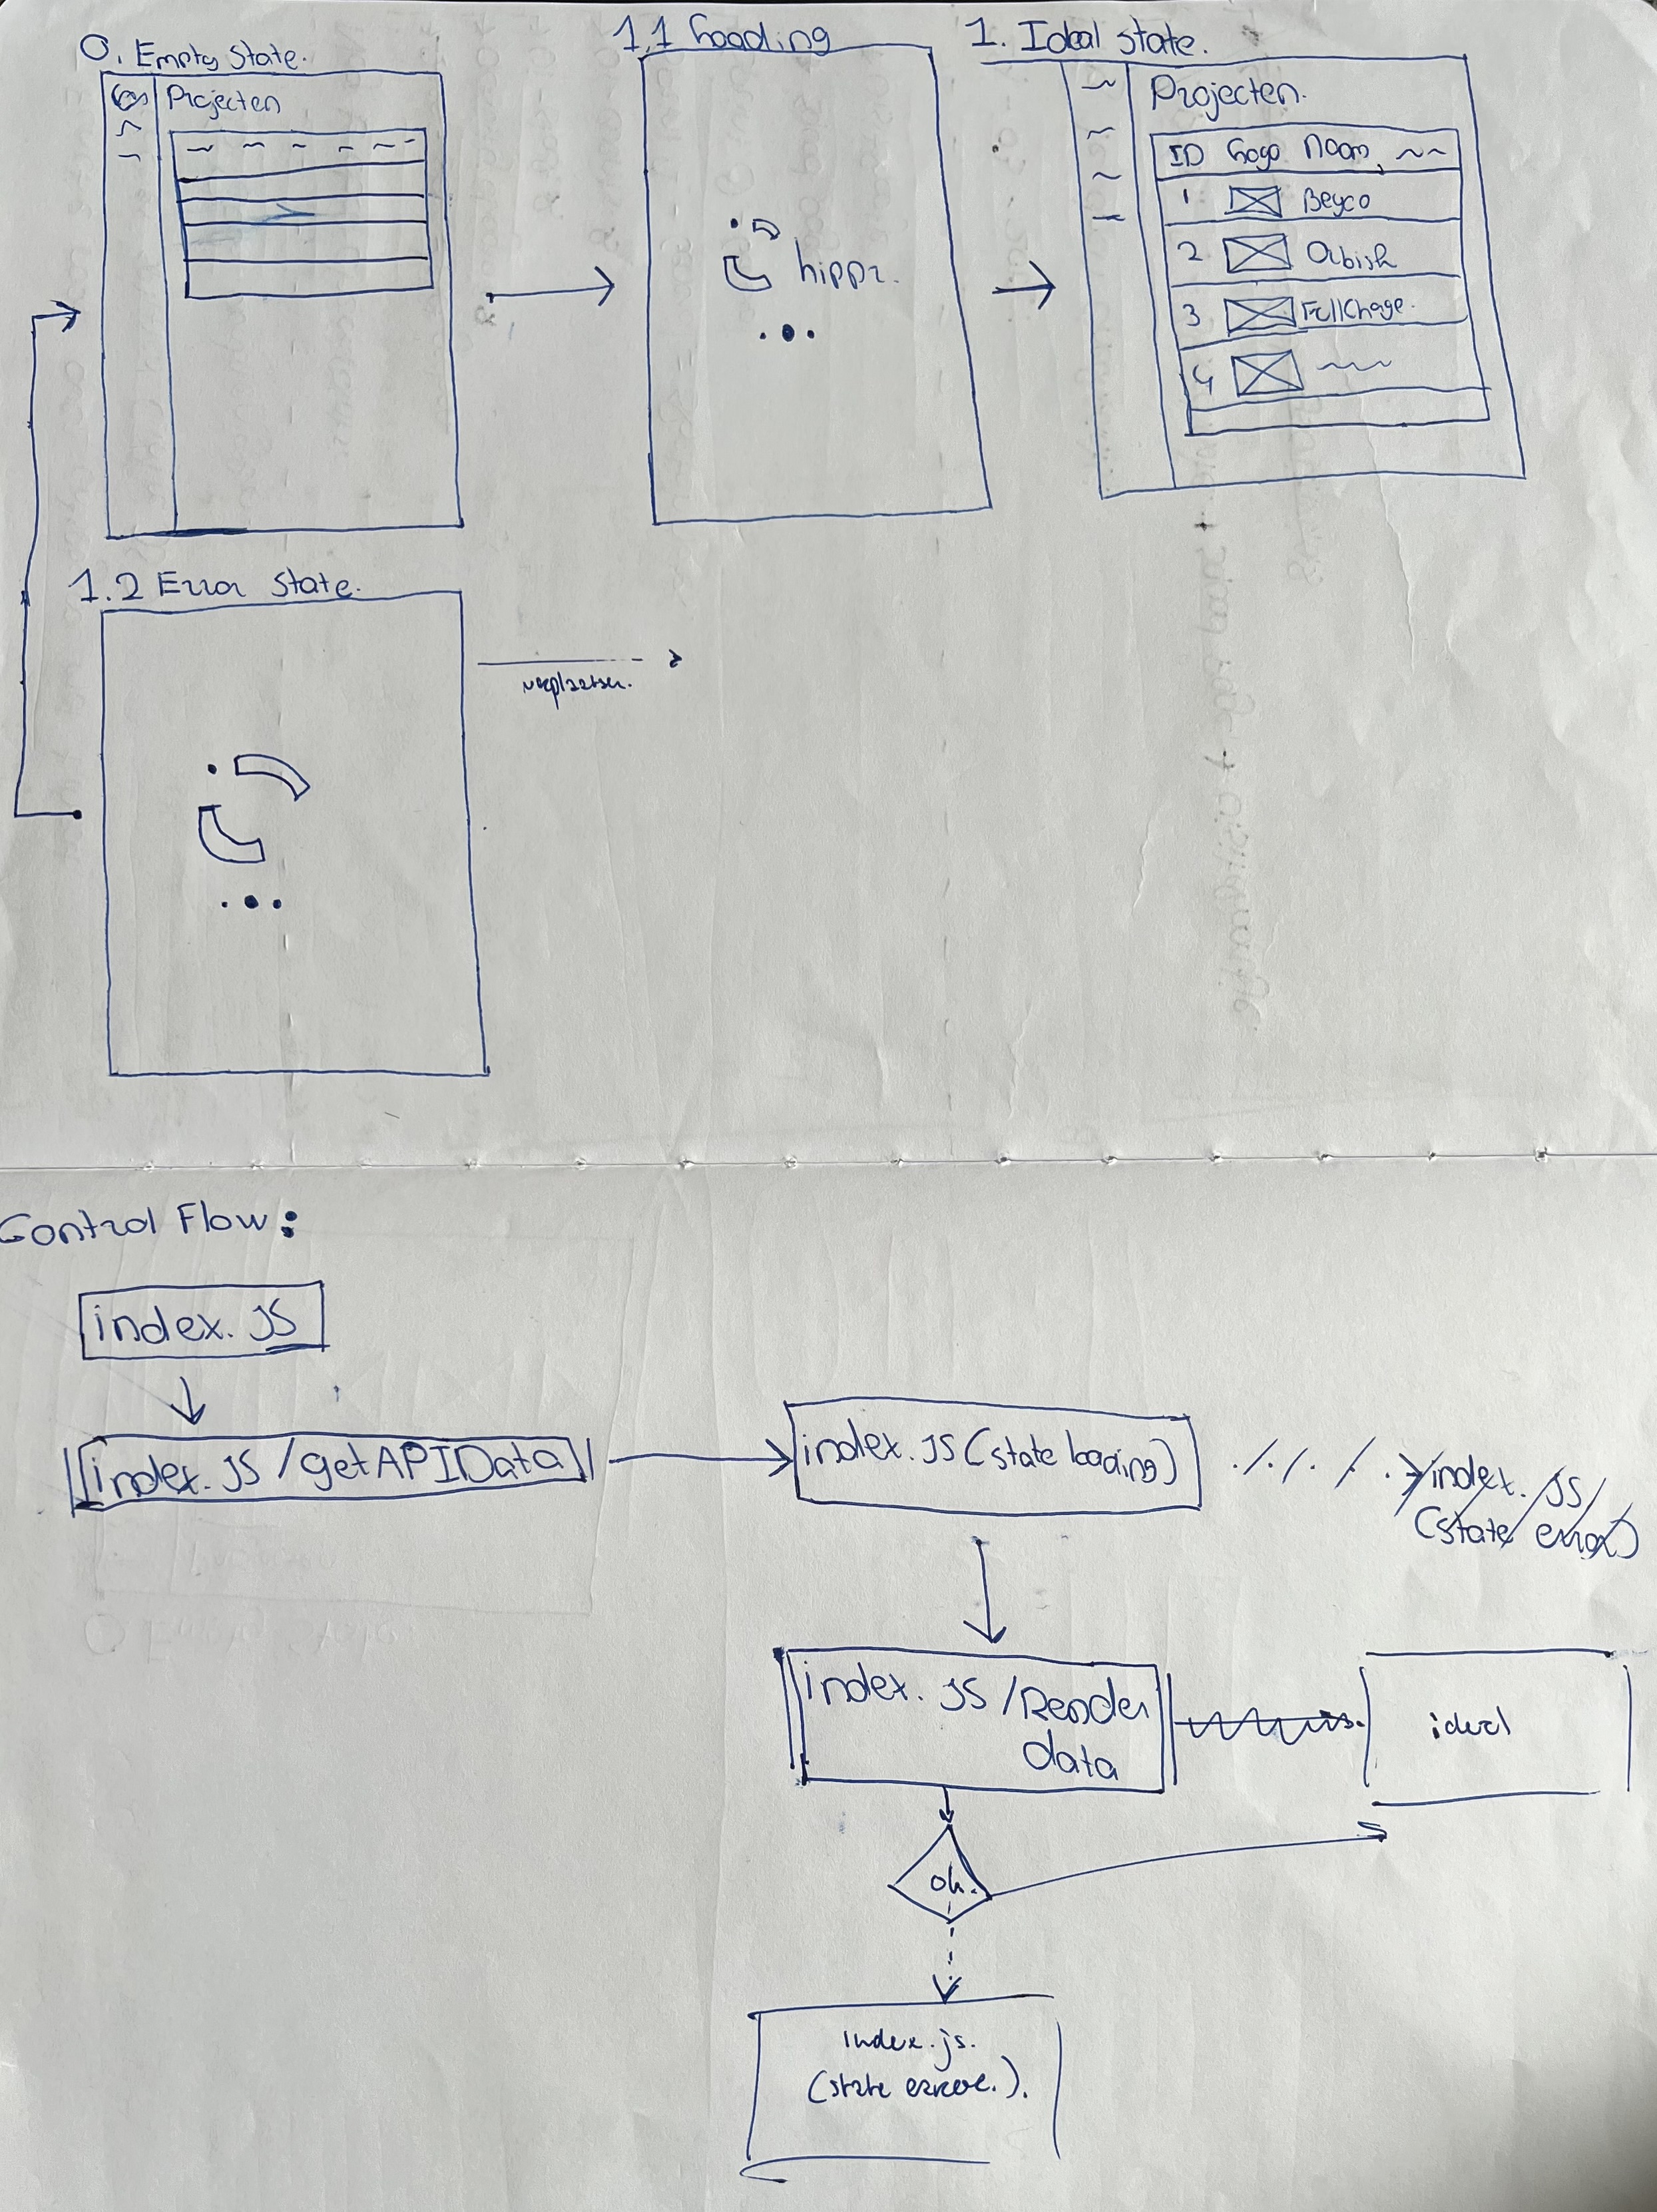 0. Empty State.
Projecten
1.1 Loading
hippr.
1. Ideal state.
Projecten.
ID Logo Naam,
1 Beyco
2 Orbish
3 FullChage.
4
1.2 Error state.
verplaatsen.
Control Flow:
index.JS
index.JS/getAPIData
index.JS (state loading)
index.JS/
(state error)
index.JS/Render
data
ideal
ok.
index.js.
(state error.).